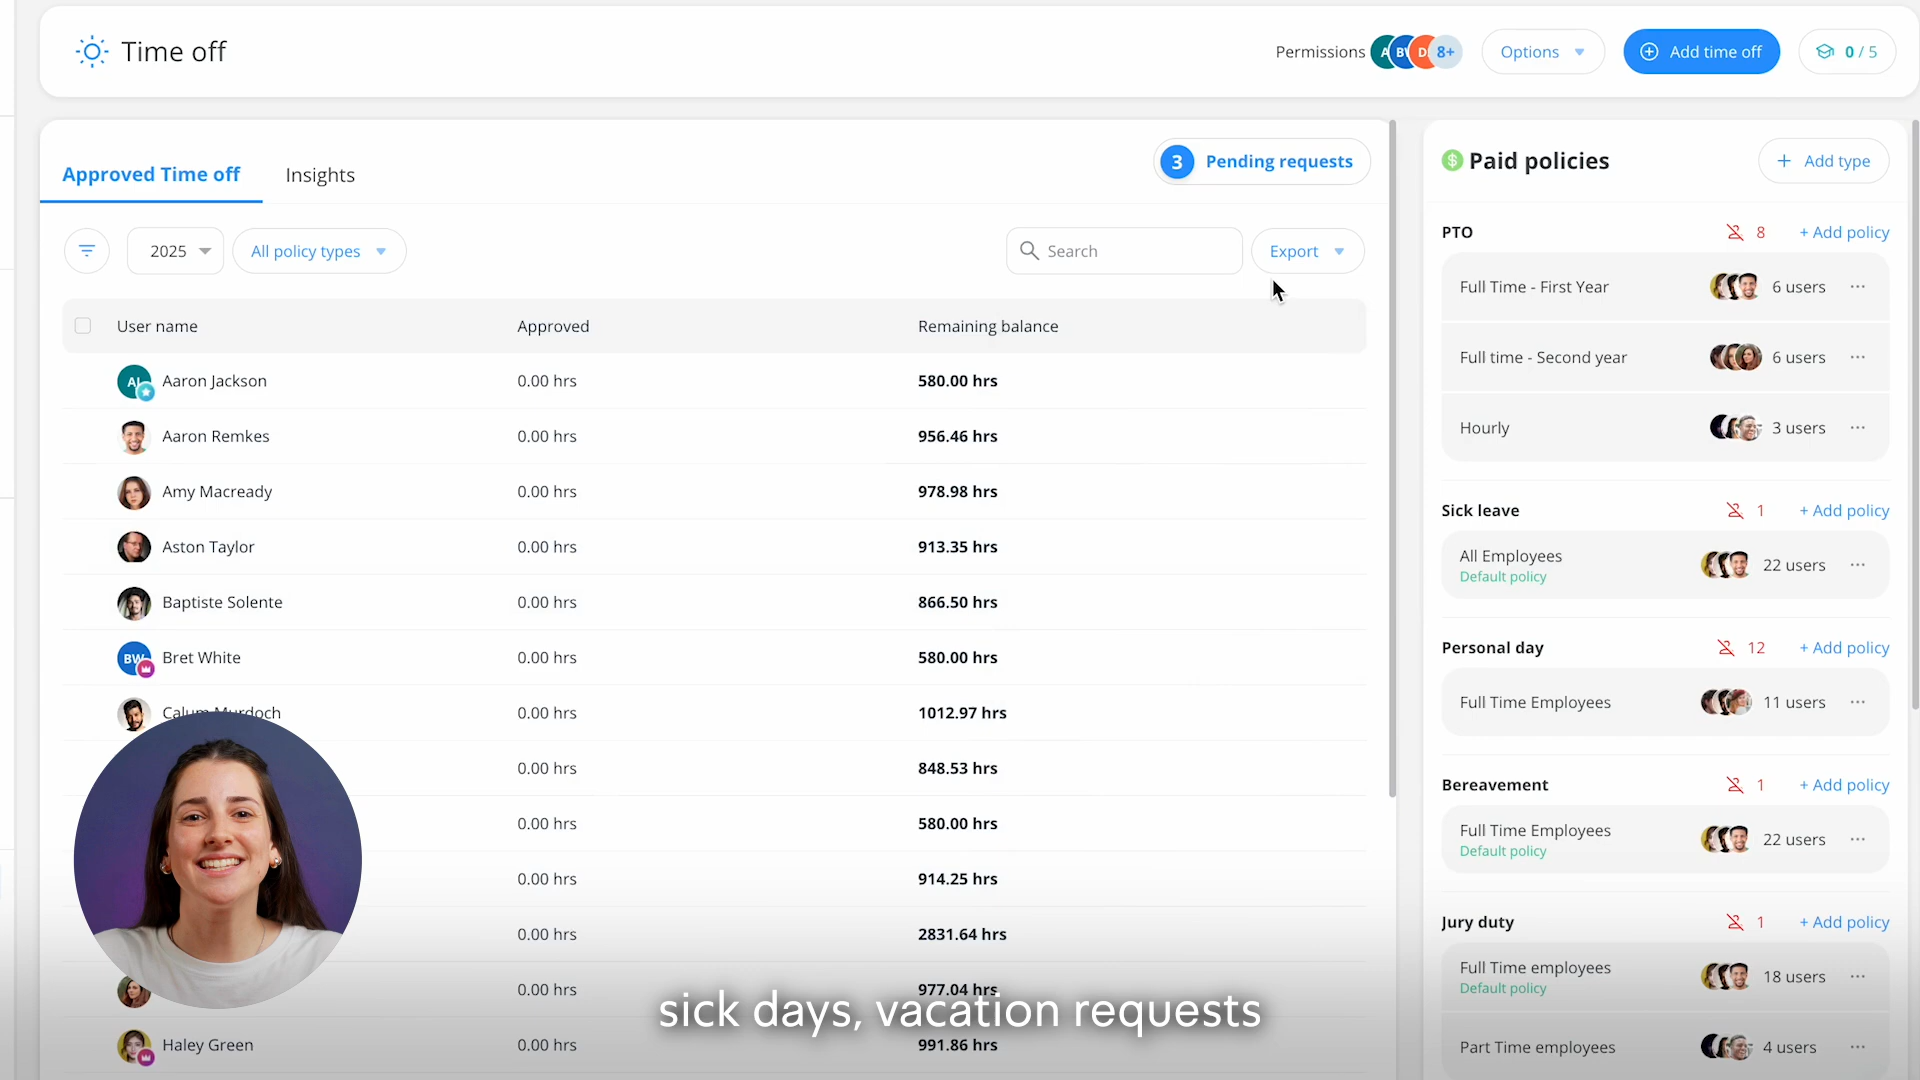 Time off
Permissions
A BW D 8+
Options
Add time off
0 / 5
Approved Time off
Insights
3 Pending requests
2025
All policy types
Search
Export
User name Approved Remaining balance
AJ Aaron Jackson 0.00 hrs 580.00 hrs
Aaron Remkes 0.00 hrs 956.46 hrs
Amy Macready 0.00 hrs 978.98 hrs
Aston Taylor 0.00 hrs 913.35 hrs
Baptiste Solente 0.00 hrs 866.50 hrs
BW Bret White 0.00 hrs 580.00 hrs
Calum Murdoch 0.00 hrs 1012.97 hrs
0.00 hrs 848.53 hrs
0.00 hrs 580.00 hrs
0.00 hrs 914.25 hrs
0.00 hrs 2831.64 hrs
0.00 hrs 977.04 hrs
Haley Green 0.00 hrs 991.86 hrs
sick days, vacation requests
$ Paid policies
+ Add type
PTO 8 + Add policy
Full Time - First Year 6 users ...
Full time - Second year 6 users ...
Hourly 3 users ...
Sick leave 1 + Add policy
All Employees 22 users ...
Default policy
Personal day 12 + Add policy
Full Time Employees 11 users ...
Bereavement 1 + Add policy
Full Time Employees 22 users ...
Default policy
Jury duty 1 + Add policy
Full Time employees 18 users ...
Default policy
Part Time employees 4 users ...